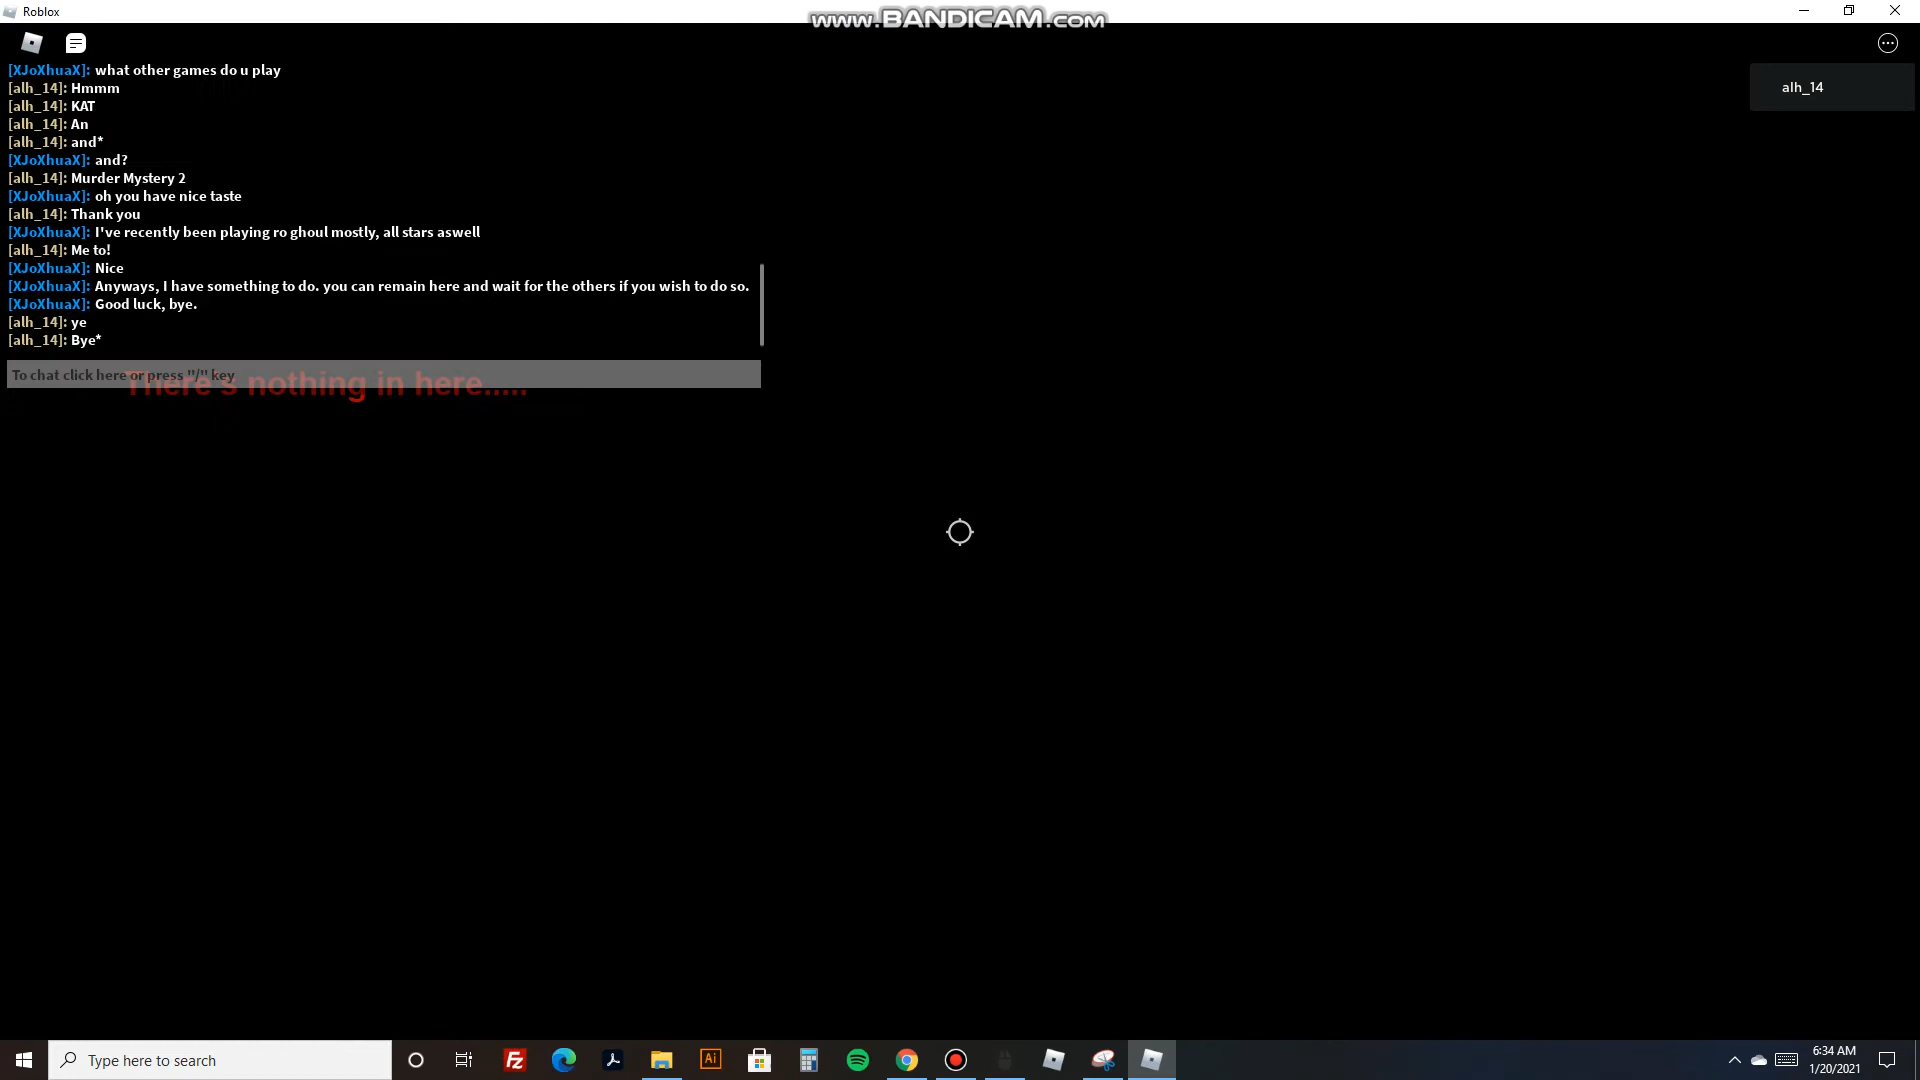 Roblox
www.BANDICAM.com
[XJoXhuaX]: what other games do u play
[alh_14]: Hmmm
alh_14
[alh_14]: KAT
[alh_14]: An
[alh_14]: and*
[XJoXhuaX]: and?
[alh_14]: Murder Mystery 2
[XJoXhuaX]: oh you have nice taste
[alh_14]: Thank you
[XJoXhuaX]: I've recently been playing ro ghoul mostly, all stars aswell
[alh_14]: Me to!
[XJoXhuaX]: Nice
[XJoXhuaX]: Anyways, I have something to do. you can remain here and wait for the others if you wish to do so.
[XJoXhuaX]: Good luck, bye.
[alh_14]: ye
[alh_14]: Bye*
To chat click here or press "/" key
There's nothing in here.....
Type here to search
Fz
Ai
6:34 AM
1/20/2021